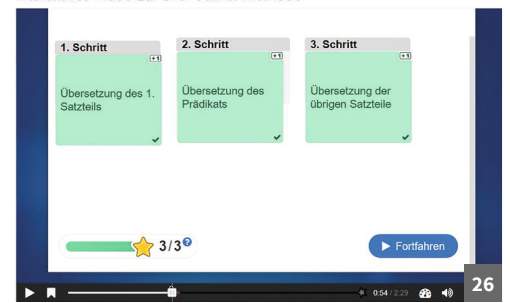 1. Schritt
2. Schritt
3. Schritt
+1
+1
+1
Übersetzung des 1.
Satzteils
Übersetzung des
Prädikats
Übersetzung der
übrigen Satzteile
3/3
?
Fortfahren
0:54 / 2:29
26